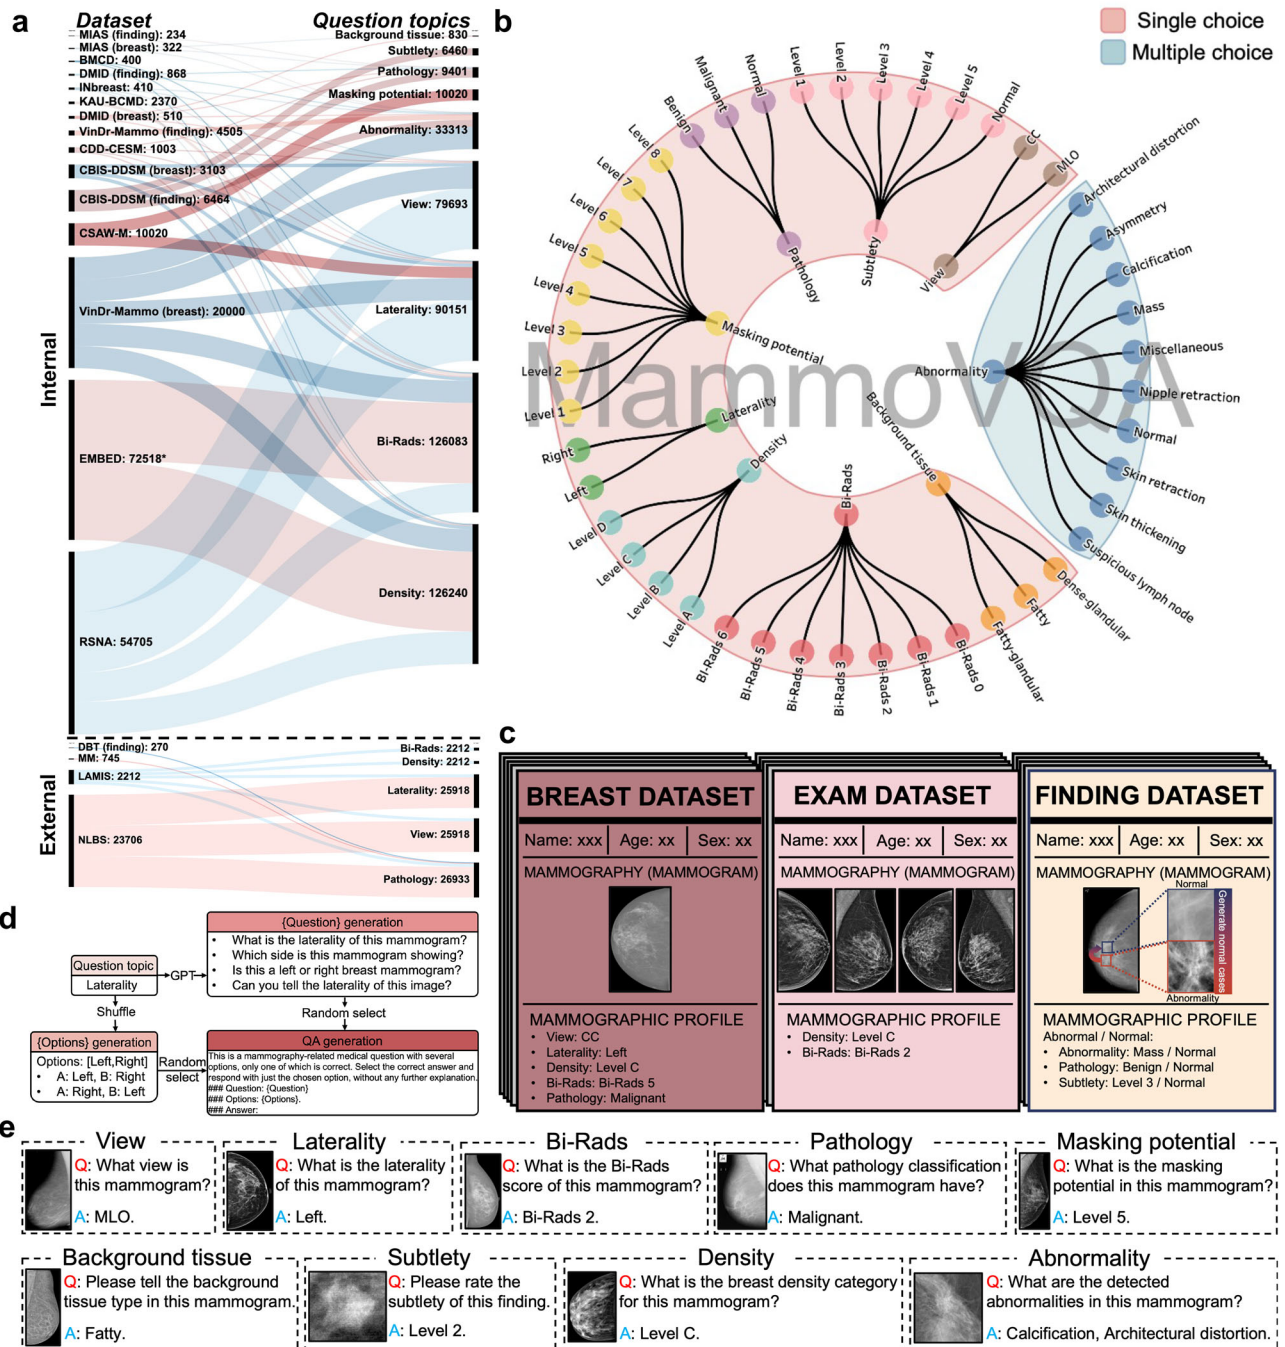 a
Dataset
Question topics
MIAS (finding): 234
MIAS (breast): 322
BMCD: 400
DMID (finding): 868
INbreast: 410
KAU-BCMD: 2370
DMID (breast): 510
VinDr-Mammo (finding): 4505
CDD-CESM: 1003
CBIS-DDSM (breast): 3103
CBIS-DDSM (finding): 6464
CSAW-M: 10020
VinDr-Mammo (breast): 20000
EMBED: 72518*
RSNA: 54705
Internal
Background tissue: 830
Subtlety: 6460
Pathology: 9401
Masking potential: 10020
Abnormality: 33313
View: 79693
Laterality: 90151
Bi-Rads: 126083
Density: 126240
External
DBT (finding): 270
MM: 745
LAMIS: 2212
NLBS: 23706
Bi-Rads: 2212
Density: 2212
Laterality: 25918
View: 25918
Pathology: 26933
b
Single choice
Multiple choice
MammoVQA
Benign
Malignant
Normal
Pathology
Level 1
Level 2
Level 3
Level 4
Level 5
Normal
Subtlety
CC
MLO
View
Architectural distortion
Asymmetry
Calcification
Mass
Miscellaneous
Nipple retraction
Normal
Skin retraction
Skin thickening
Suspicious lymph node
Abnormality
Level 8
Level 7
Level 6
Level 5
Level 4
Level 3
Level 2
Level 1
Masking potential
Right
Left
Laterality
Level D
Level C
Level B
Level A
Density
BI-Rads 6
BI-Rads 5
Bi-Rads 4
Bi-Rads 3
Bi-Rads 2
Bi-Rads 1
Bi-Rads 0
Bi-Rads
Fatty-glandular
Fatty
Dense-glandular
Background tissue
c
BREAST DATASET
Name: xxx
Age: xx
Sex: xx
MAMMOGRAPHY (MAMMOGRAM)
MAMMOGRAPHIC PROFILE
• View: CC
• Laterality: Left
• Density: Level C
• Bi-Rads: Bi-Rads 5
• Pathology: Malignant
EXAM DATASET
Name: xxx
Age: xx
Sex: xx
MAMMOGRAPHY (MAMMOGRAM)
MAMMOGRAPHIC PROFILE
• Density: Level C
• Bi-Rads: Bi-Rads 2
FINDING DATASET
Name: xxx
Age: xx
Sex: xx
MAMMOGRAPHY (MAMMOGRAM)
Normal
Generate normal cases
Abnormality
MAMMOGRAPHIC PROFILE
Abnormal / Normal:
• Abnormality: Mass / Normal
• Pathology: Benign / Normal
• Subtlety: Level 3 / Normal
d
Question topic
Laterality
GPT
{Question} generation
• What is the laterality of this mammogram?
• Which side is this mammogram showing?
• Is this a left or right breast mammogram?
• Can you tell the laterality of this image?
Shuffle
Random select
{Options} generation
Options: [Left,Right]
• A: Left, B: Right
• A: Right, B: Left
Random
select
QA generation
This is a mammography-related medical question with several
options, only one of which is correct. Select the correct answer and
respond with just the chosen option, without any further explanation.
### Question: {Question}
### Options: {Options}.
### Answer:
e
View
Q: What view is
this mammogram?
A: MLO.
Laterality
Q: What is the laterality
of this mammogram?
A: Left.
Bi-Rads
Q: What is the Bi-Rads
score of this mammogram?
A: Bi-Rads 2.
Pathology
Q: What pathology classification
does this mammogram have?
A: Malignant.
Masking potential
Q: What is the masking
potential in this mammogram?
A: Level 5.
Background tissue
Q: Please tell the background
tissue type in this mammogram.
A: Fatty.
Subtlety
Q: Please rate the
subtlety of this finding.
A: Level 2.
Density
Q: What is the breast density category
for this mammogram?
A: Level C.
Abnormality
Q: What are the detected
abnormalities in this mammogram?
A: Calcification, Architectural distortion.